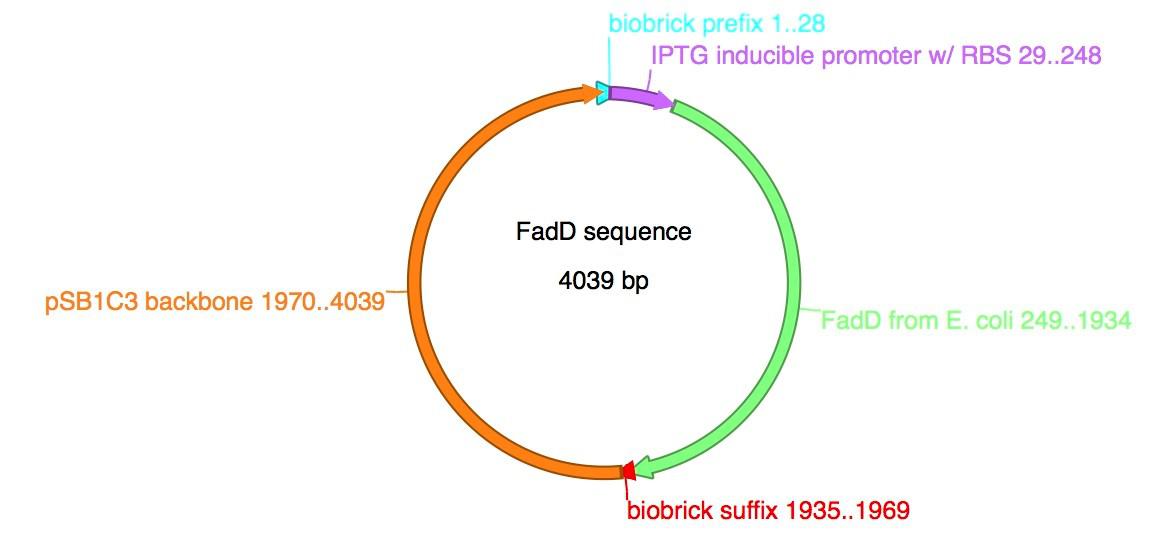 biobrick prefix 1..28
IPTG inducible promoter w/ RBS 29..248
FadD sequence
4039 bp
pSB1C3 backbone 1970..4039
FadD from E. coli 249..1934
biobrick suffix 1935..1969